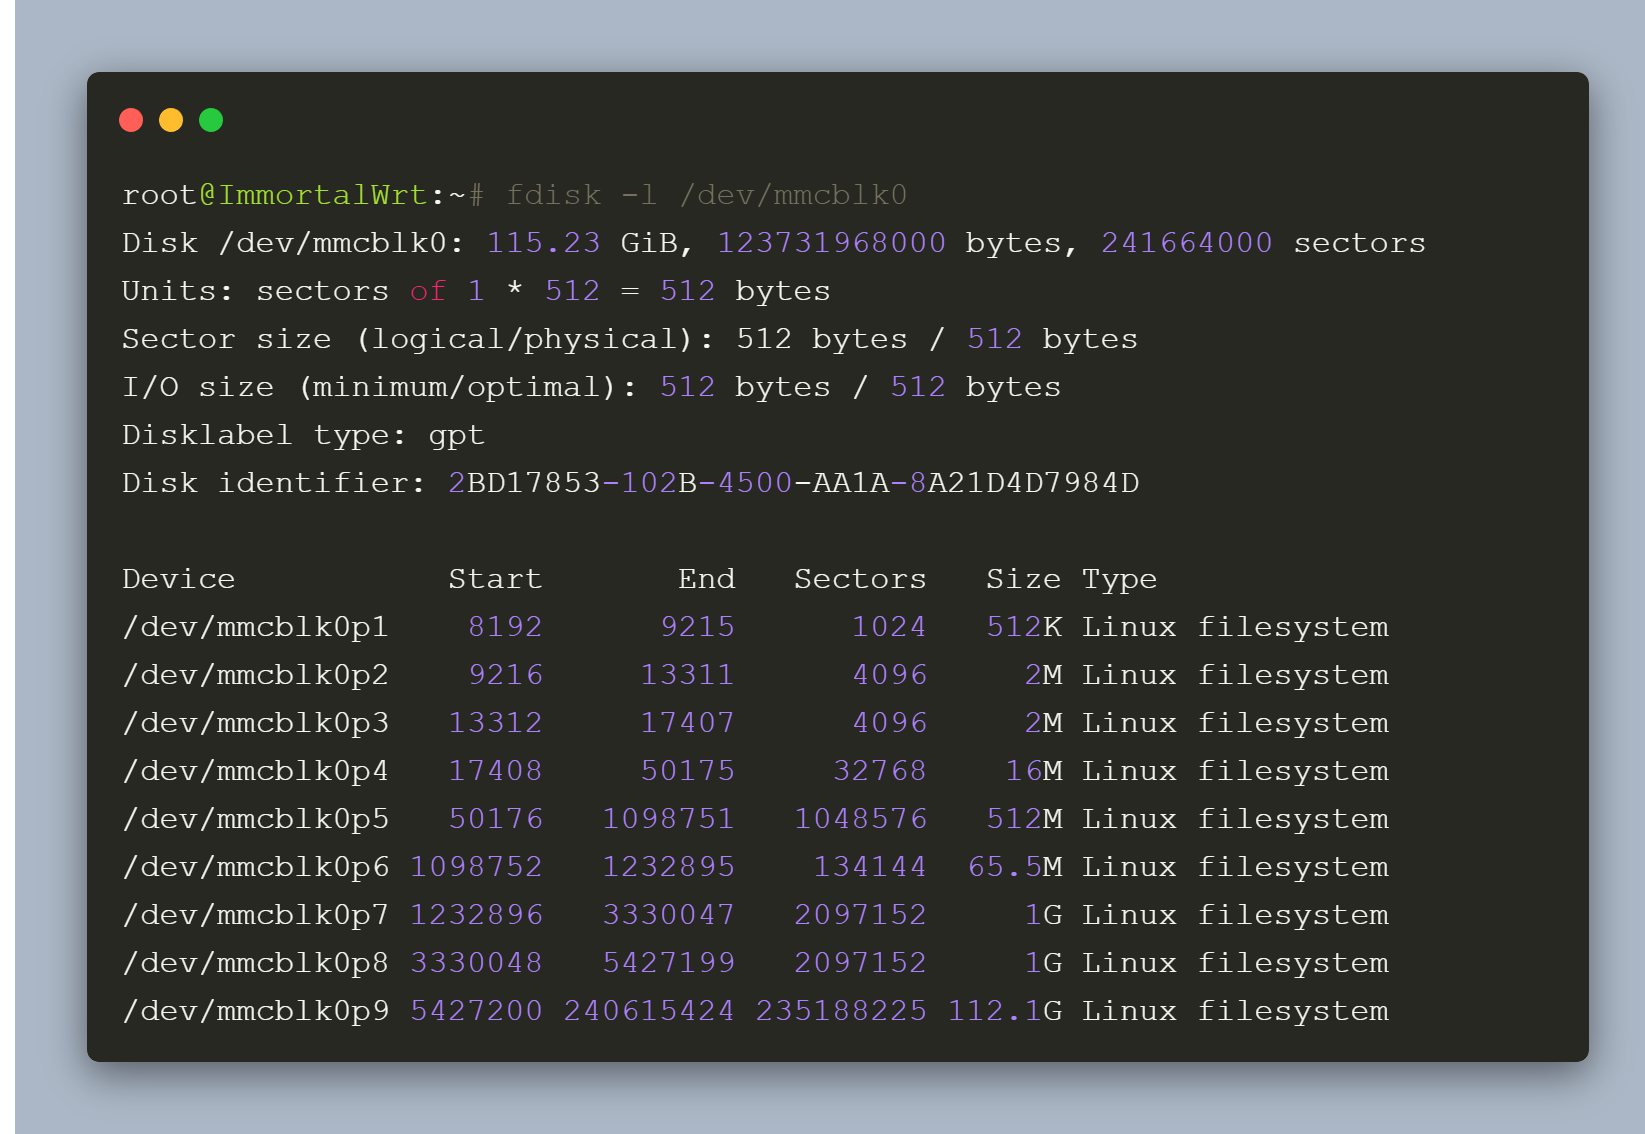 root@ImmortalWrt:~# fdisk -l /dev/mmcblk0
Disk /dev/mmcblk0: 115.23 GiB, 123731968000 bytes, 241664000 sectors
Units: sectors of 1 * 512 = 512 bytes
Sector size (logical/physical): 512 bytes / 512 bytes
I/O size (minimum/optimal): 512 bytes / 512 bytes
Disklabel type: gpt
Disk identifier: 2BD17853-102B-4500-AA1A-8A21D4D7984D

Device           Start       End   Sectors   Size Type
/dev/mmcblk0p1    8192      9215      1024   512K Linux filesystem
/dev/mmcblk0p2    9216     13311      4096     2M Linux filesystem
/dev/mmcblk0p3   13312     17407      4096     2M Linux filesystem
/dev/mmcblk0p4   17408     50175     32768    16M Linux filesystem
/dev/mmcblk0p5   50176   1098751   1048576   512M Linux filesystem
/dev/mmcblk0p6 1098752   1232895    134144  65.5M Linux filesystem
/dev/mmcblk0p7 1232896   3330047   2097152     1G Linux filesystem
/dev/mmcblk0p8 3330048   5427199   2097152     1G Linux filesystem
/dev/mmcblk0p9 5427200 240615424 235188225 112.1G Linux filesystem